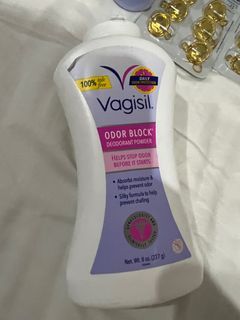 DAILY
100% talc
free
Vagisil
ODOR BLOCK
DEODORANT POWDER
HELPS STOP ODOR
BEFORE IT STARTS
• Absorbs moisture &
helps prevent odor
• Silky formula to help
prevent chafing
Net Wt. 8 oz. (227 g)